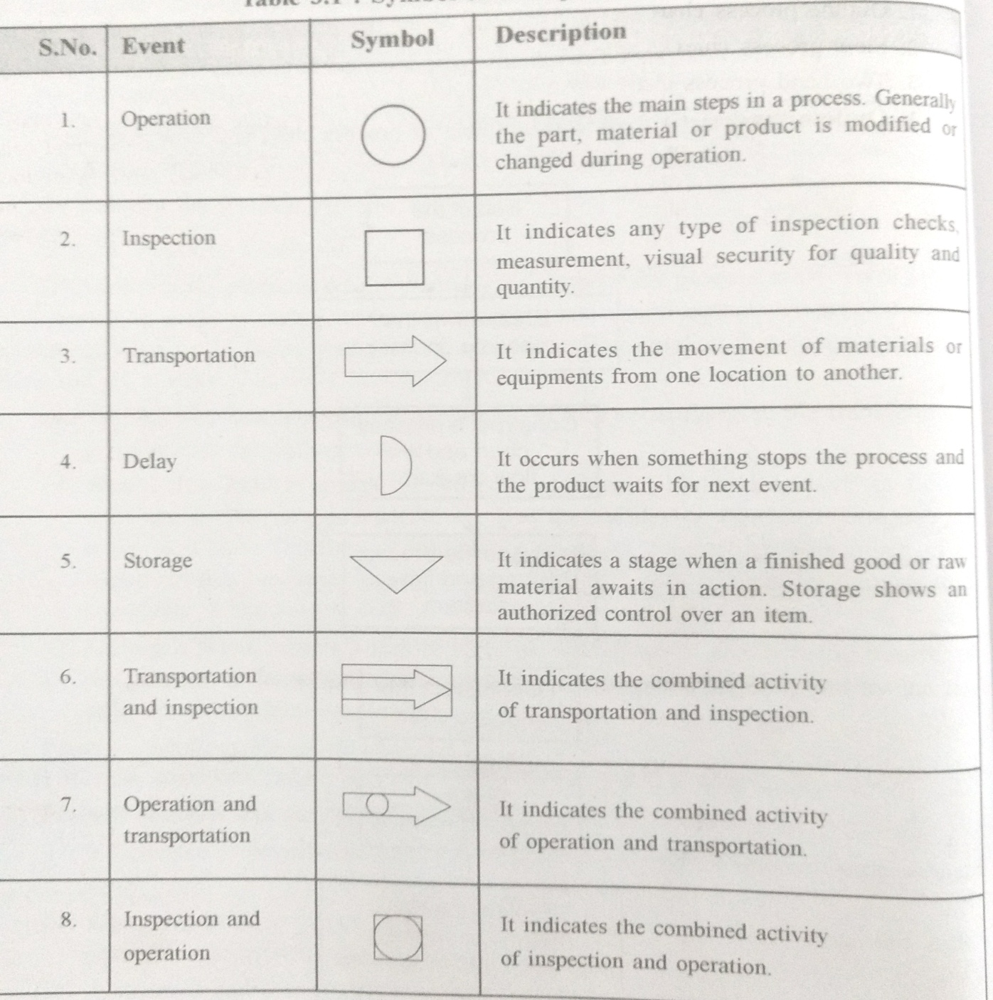 Table 3.1 : Symbol
S.No. Event Symbol Description
1. Operation It indicates the main steps in a process. Generally
the part, material or product is modified or
changed during operation.
2. Inspection It indicates any type of inspection checks,
measurement, visual security for quality and
quantity.
3. Transportation It indicates the movement of materials or
equipments from one location to another.
4. Delay It occurs when something stops the process and
the product waits for next event.
5. Storage It indicates a stage when a finished good or raw
material awaits in action. Storage shows an
authorized control over an item.
6. Transportation It indicates the combined activity
and inspection of transportation and inspection.
7. Operation and It indicates the combined activity
transportation of operation and transportation.
8. Inspection and It indicates the combined activity
operation of inspection and operation.